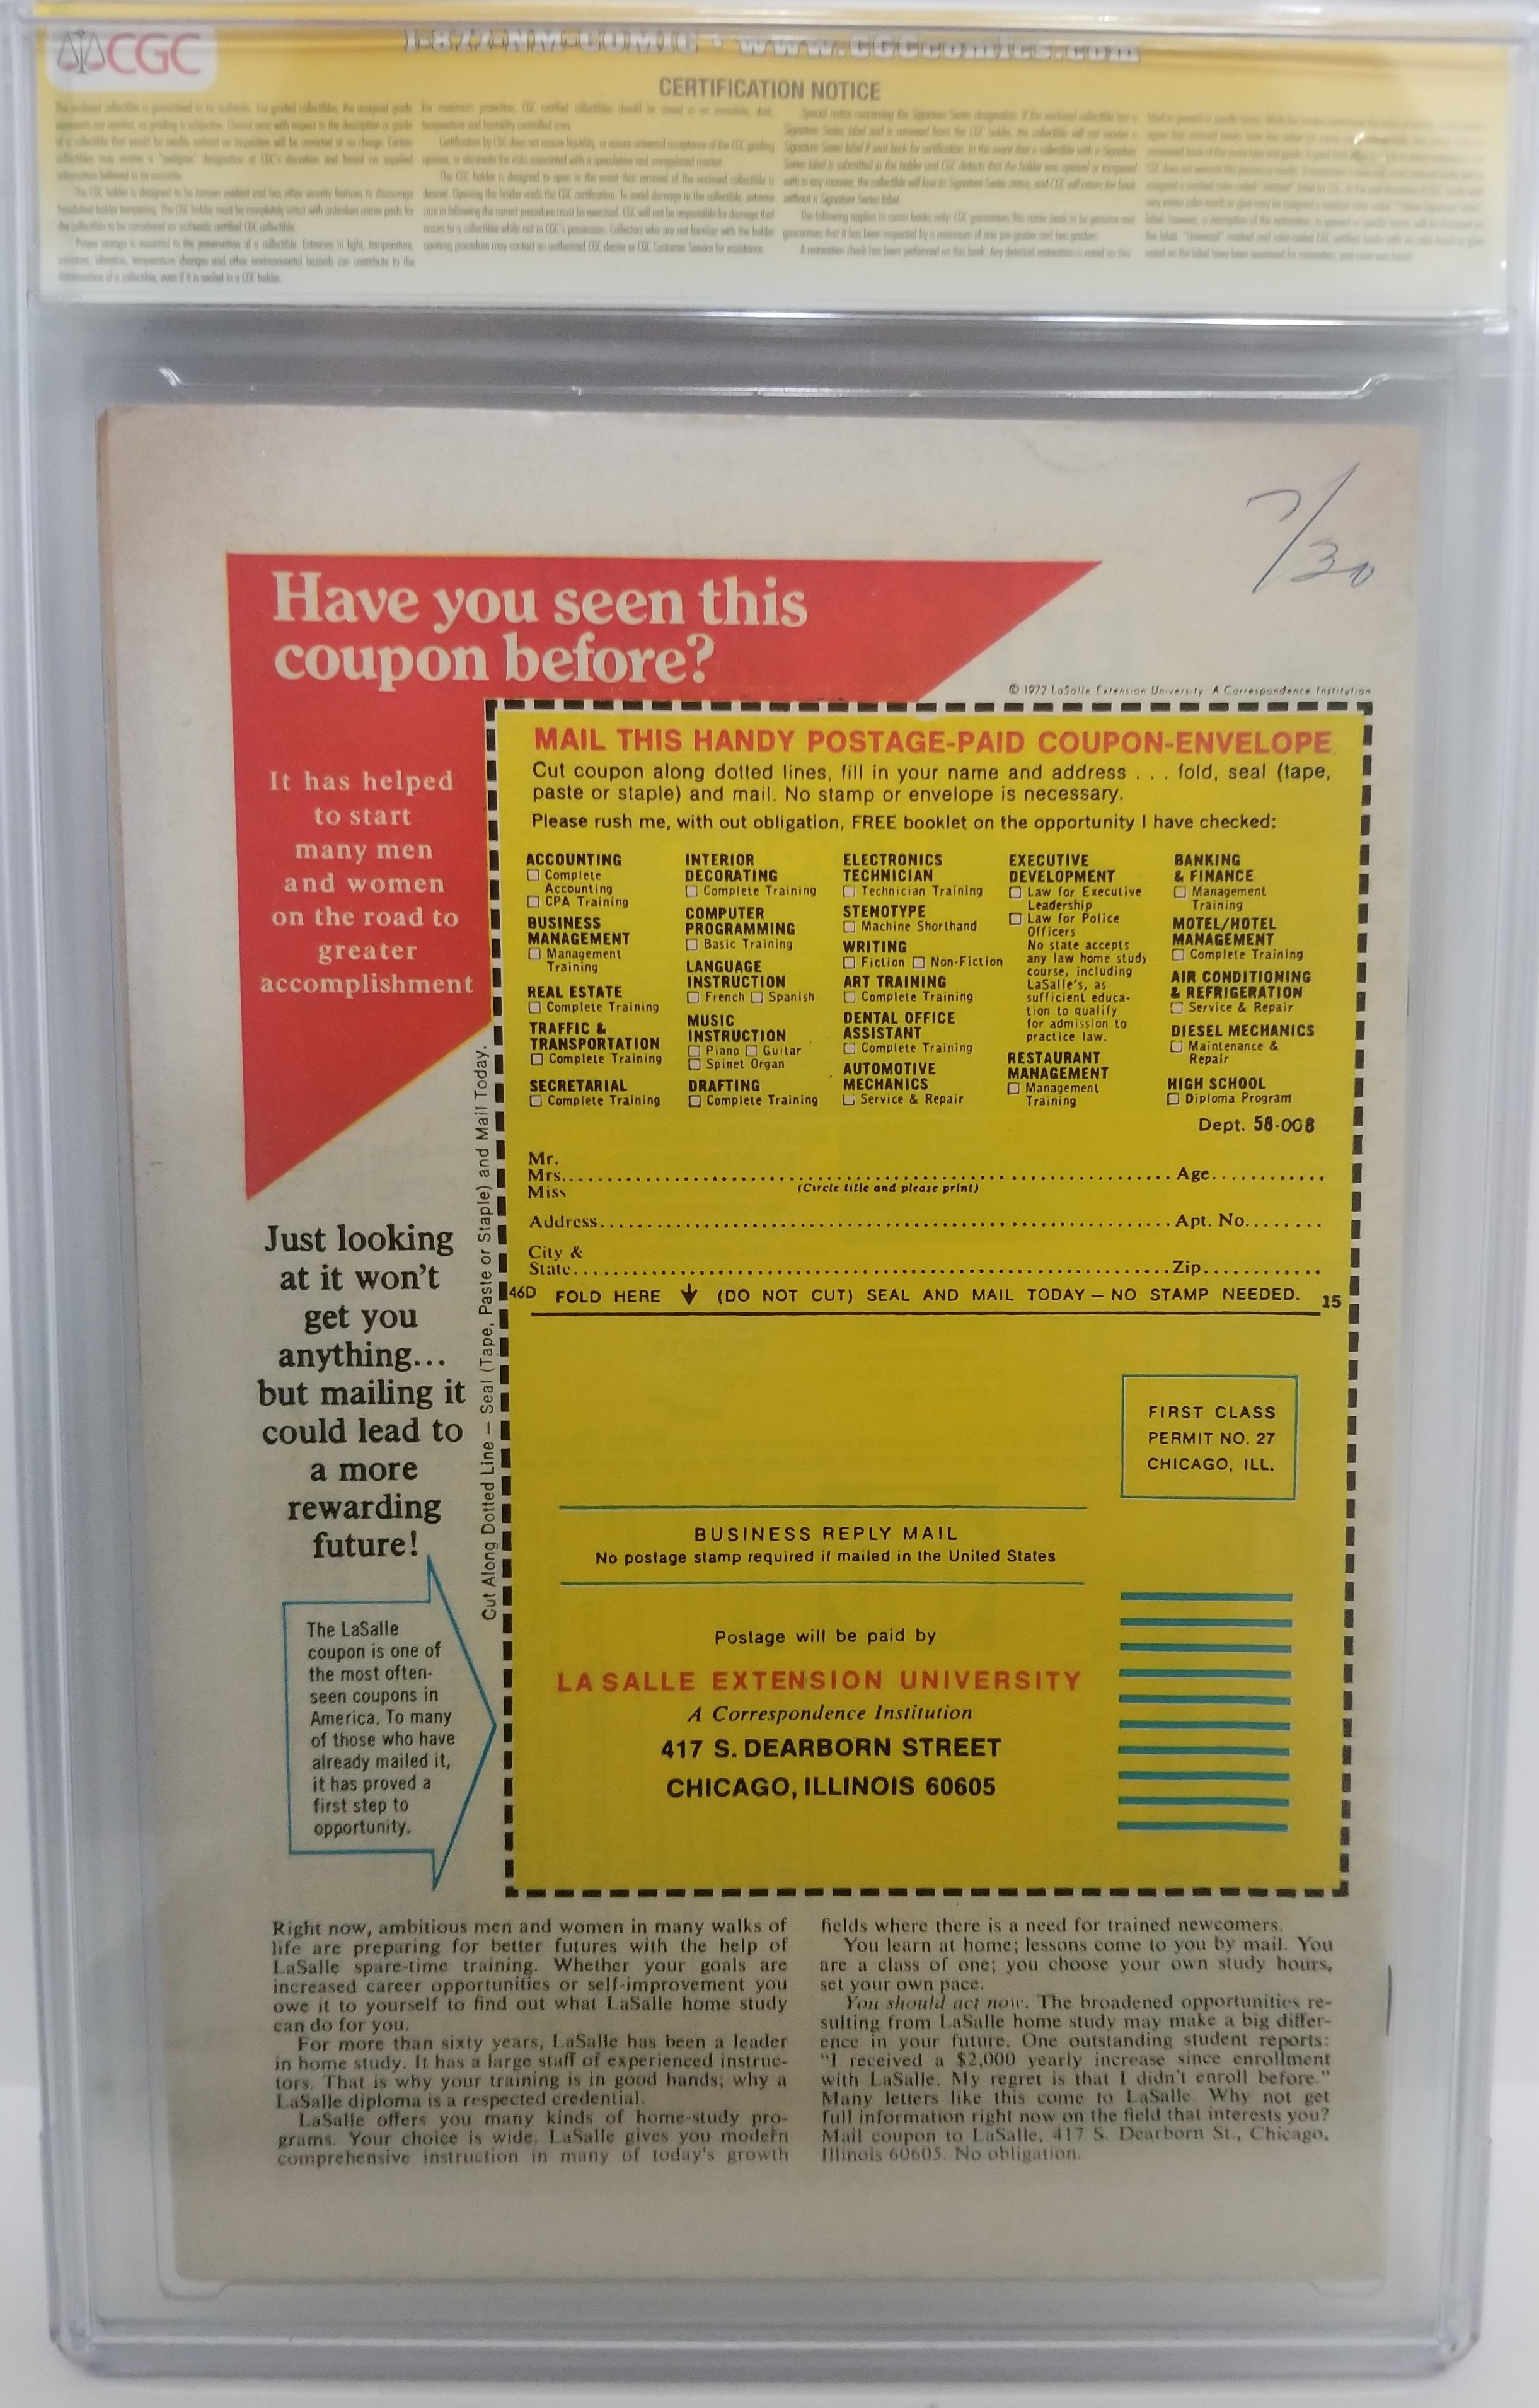 CGC
1-877-NM-COMIC • www.CGCcomics.com
CERTIFICATION NOTICE
7/30
Have you seen this
coupon before?
© 1972 LaSalle Extension University A Correspondence Institution
It has helped
to start
many men
and women
on the road to
greater
accomplishment
MAIL THIS HANDY POSTAGE-PAID COUPON-ENVELOPE
Cut coupon along dotted lines, fill in your name and address . . . fold, seal (tape,
paste or staple) and mail. No stamp or envelope is necessary.
Please rush me, with out obligation, FREE booklet on the opportunity I have checked:
ACCOUNTING
Complete
Accounting
CPA Training
BUSINESS
MANAGEMENT
Management
Training
REAL ESTATE
Complete Training
TRAFFIC &
TRANSPORTATION
Complete Training
SECRETARIAL
Complete Training
INTERIOR
DECORATING
Complete Training
COMPUTER
PROGRAMMING
Basic Training
LANGUAGE
INSTRUCTION
French Spanish
MUSIC
INSTRUCTION
Piano Guitar
Spinet Organ
DRAFTING
Complete Training
ELECTRONICS
TECHNICIAN
Technician Training
STENOTYPE
Machine Shorthand
WRITING
Fiction Non-Fiction
ART TRAINING
Complete Training
DENTAL OFFICE
ASSISTANT
Complete Training
AUTOMOTIVE
MECHANICS
Service & Repair
EXECUTIVE
DEVELOPMENT
Law for Executive
Leadership
Law for Police
Officers
No state accepts
any law home study
course, including
LaSalle's, as
sufficient educa-
tion to qualify
for admission to
practice law.
RESTAURANT
MANAGEMENT
Management
Training
BANKING
& FINANCE
Management
Training
MOTEL/HOTEL
MANAGEMENT
Complete Training
AIR CONDITIONING
& REFRIGERATION
Service & Repair
DIESEL MECHANICS
Maintenance &
Repair
HIGH SCHOOL
Diploma Program
Dept. 58-008
Mr.
Mrs. Age
Miss (Circle title and please print)
Address Apt. No.
City &
State Zip
46D FOLD HERE (DO NOT CUT) SEAL AND MAIL TODAY — NO STAMP NEEDED. 15
Cut Along Dotted Line — Seal (Tape, Paste or Staple) and Mail Today.
Just looking
at it won't
get you
anything...
but mailing it
could lead to
a more
rewarding
future!
FIRST CLASS
PERMIT NO. 27
CHICAGO, ILL.
BUSINESS REPLY MAIL
No postage stamp required if mailed in the United States
Postage will be paid by
LA SALLE EXTENSION UNIVERSITY
A Correspondence Institution
417 S. DEARBORN STREET
CHICAGO, ILLINOIS 60605
The LaSalle
coupon is one of
the most often-
seen coupons in
America. To many
of those who have
already mailed it,
it has proved a
first step to
opportunity.
Right now, ambitious men and women in many walks of
life are preparing for better futures with the help of
LaSalle spare-time training. Whether your goals are
increased career opportunities or self-improvement you
owe it to yourself to find out what LaSalle home study
can do for you.
For more than sixty years, LaSalle has been a leader
in home study. It has a large staff of experienced instruc-
tors. That is why your training is in good hands; why a
LaSalle diploma is a respected credential.
LaSalle offers you many kinds of home-study pro-
grams. Your choice is wide. LaSalle gives you modern
comprehensive instruction in many of today's growth
fields where there is a need for trained newcomers.
You learn at home; lessons come to you by mail. You
are a class of one; you choose your own study hours,
set your own pace.
You should act now. The broadened opportunities re-
sulting from LaSalle home study may make a big differ-
ence in your future. One outstanding student reports:
"I received a $2,000 yearly increase since enrollment
with LaSalle. My regret is that I didn't enroll before."
Many letters like this come to LaSalle. Why not get
full information right now on the field that interests you?
Mail coupon to LaSalle, 417 S. Dearborn St., Chicago,
Illinois 60605. No obligation.